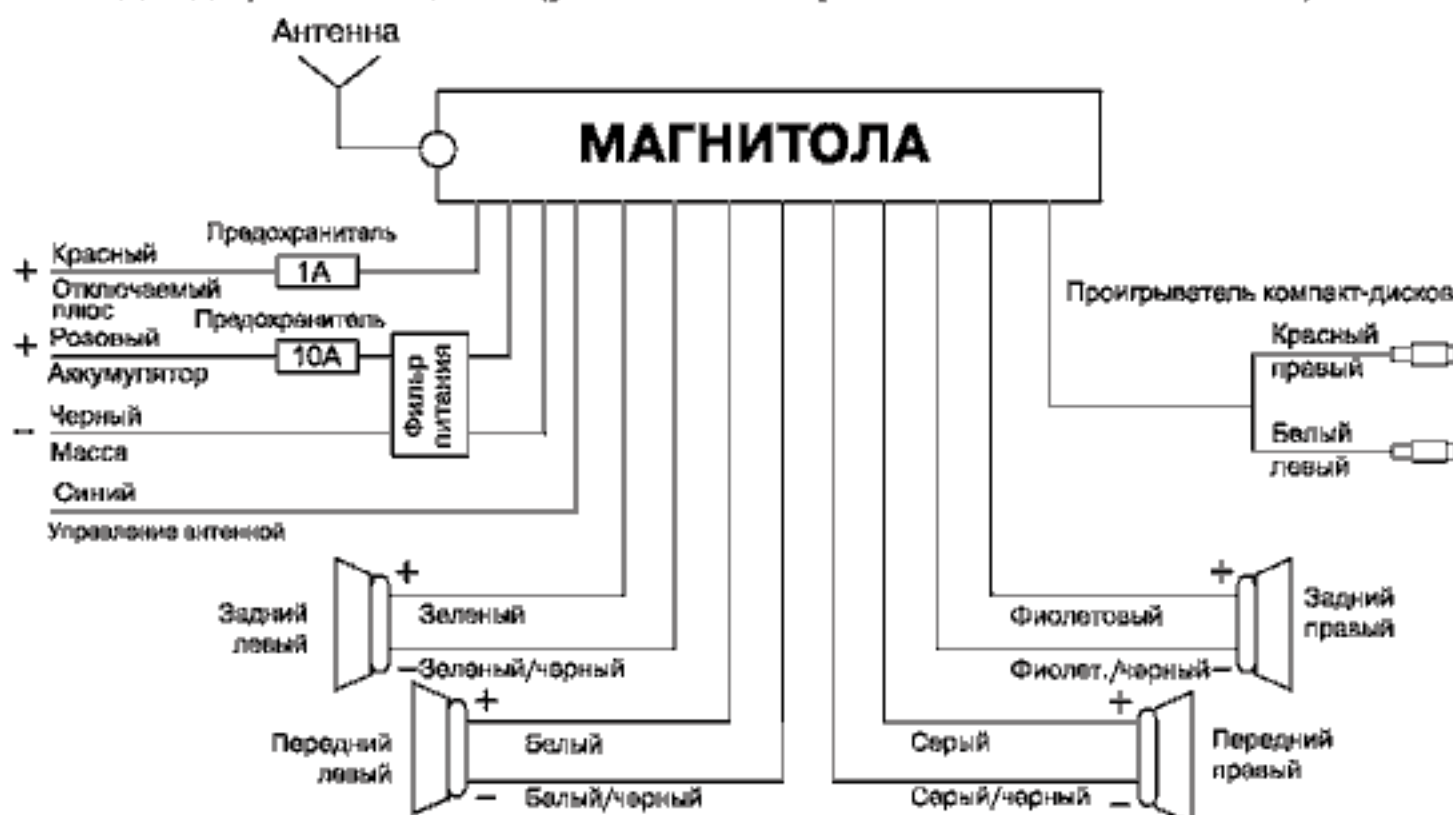 Антенна
МАГНИТОЛА
Предохранитель
+ Красный
1А
Отключаемый
плюс
Предохранитель
+ Розовый
10А
Аккумулятор
Фильр
питания
– Черный
Масса
Синий
Управление антенной
Проигрыватель компакт-дисков
Красный
правый
Белый
левый
+
Задний
левый
Зеленый
–Зеленый/черный
+
Передний
левый
Белый
– Белый/черный
+
Фиолетовый
Задний
правый
Фиолет./черный–
+
Серый
Передний
правый
Серый/черный –